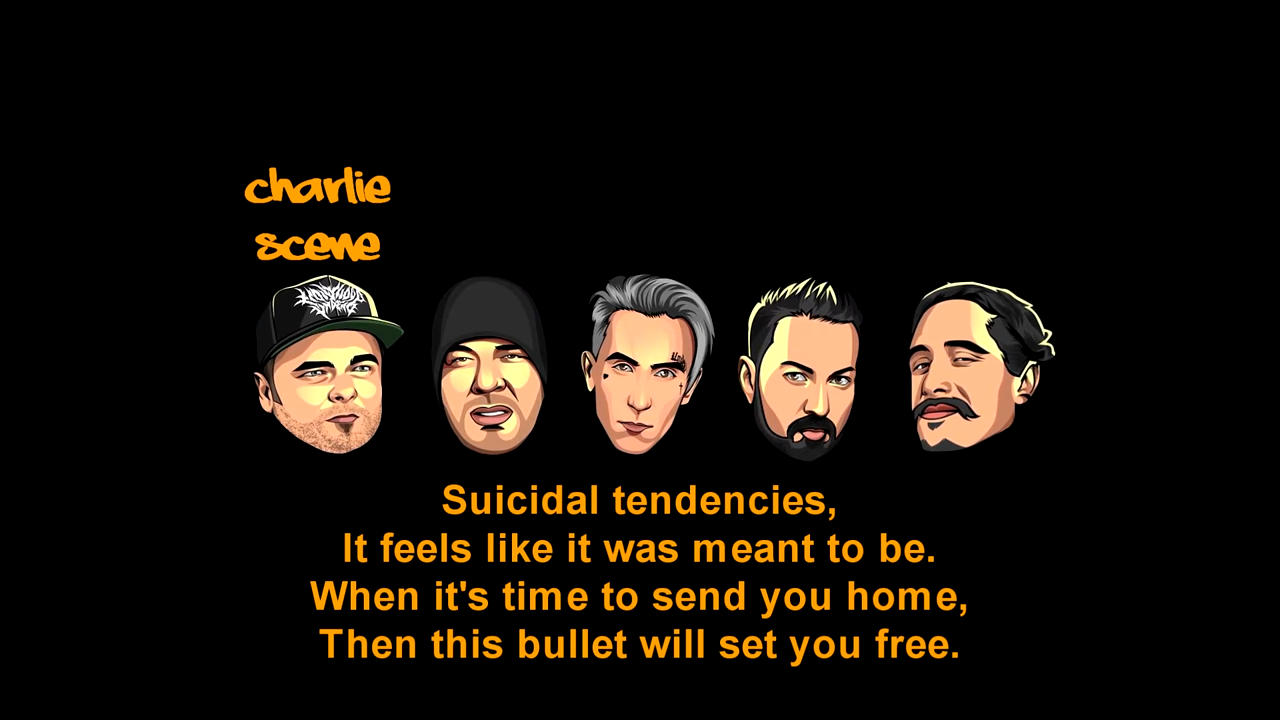 charlie
scene
Suicidal tendencies,
It feels like it was meant to be.
When it's time to send you home,
Then this bullet will set you free.